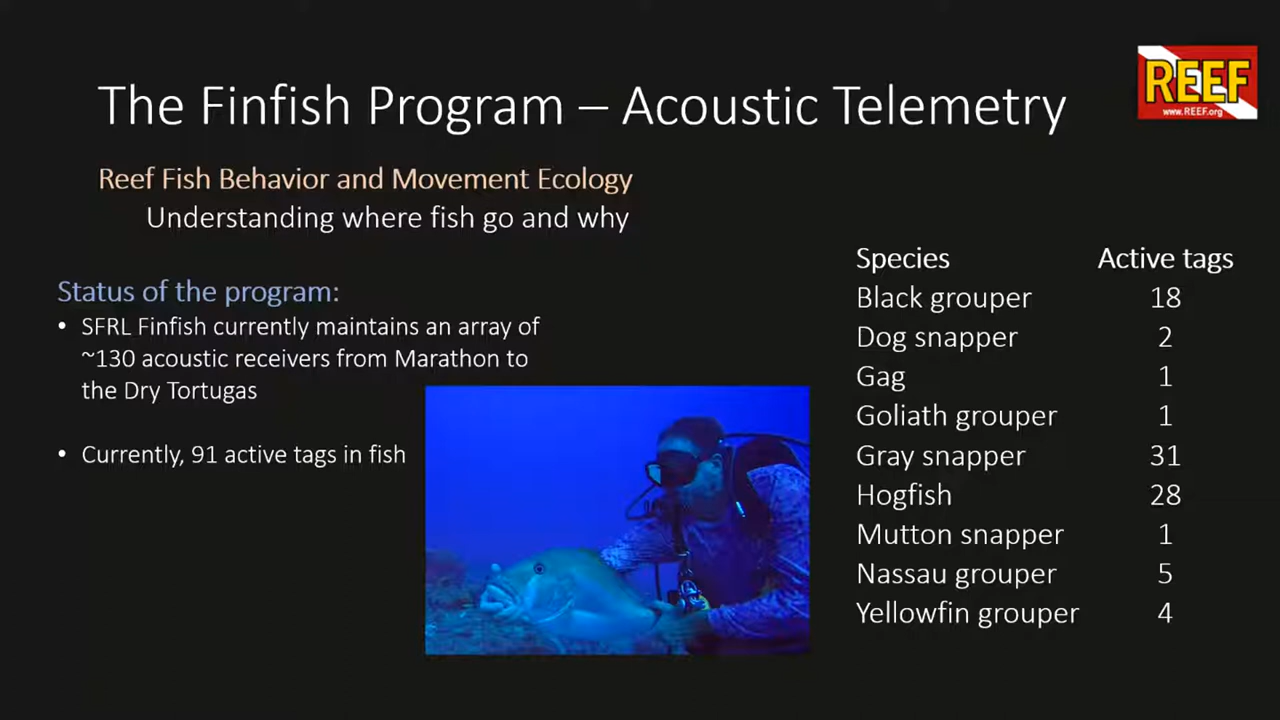 The Finfish Program – Acoustic Telemetry
REEF
www.REEF.org
Reef Fish Behavior and Movement Ecology
Understanding where fish go and why
Status of the program:
• SFRL Finfish currently maintains an array of
~130 acoustic receivers from Marathon to
the Dry Tortugas
• Currently, 91 active tags in fish
Species Active tags
Black grouper 18
Dog snapper 2
Gag 1
Goliath grouper 1
Gray snapper 31
Hogfish 28
Mutton snapper 1
Nassau grouper 5
Yellowfin grouper 4